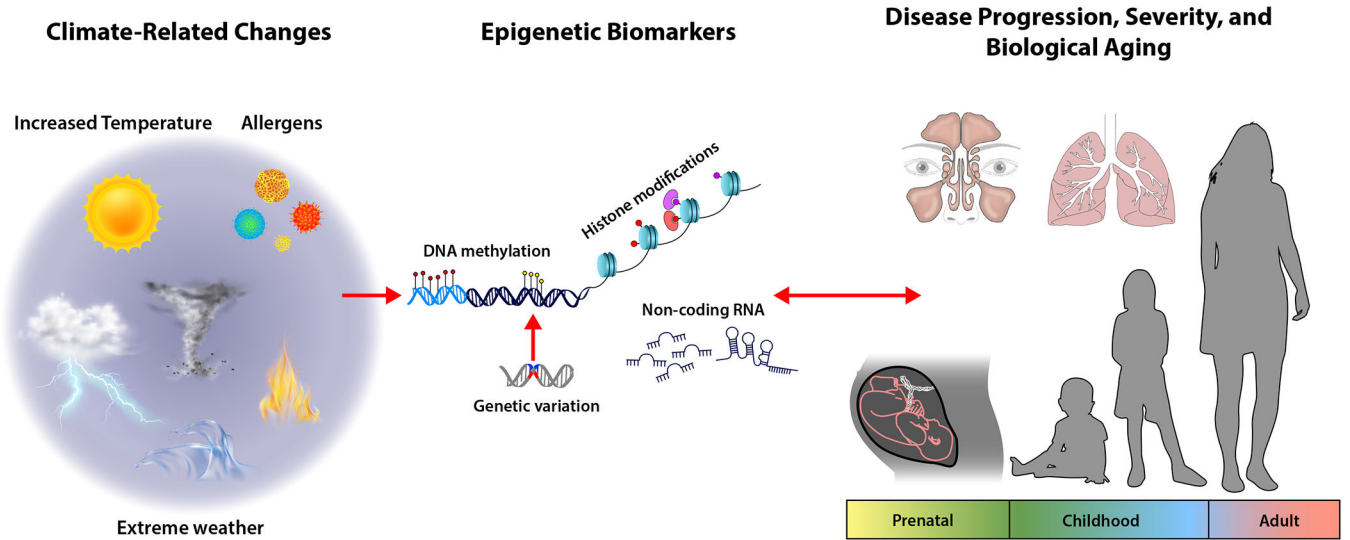 Climate-Related Changes
Epigenetic Biomarkers
Disease Progression, Severity, and
Biological Aging
Increased Temperature
Allergens
Extreme weather
DNA methylation
Histone modifications
Non-coding RNA
Genetic variation
Prenatal
Childhood
Adult